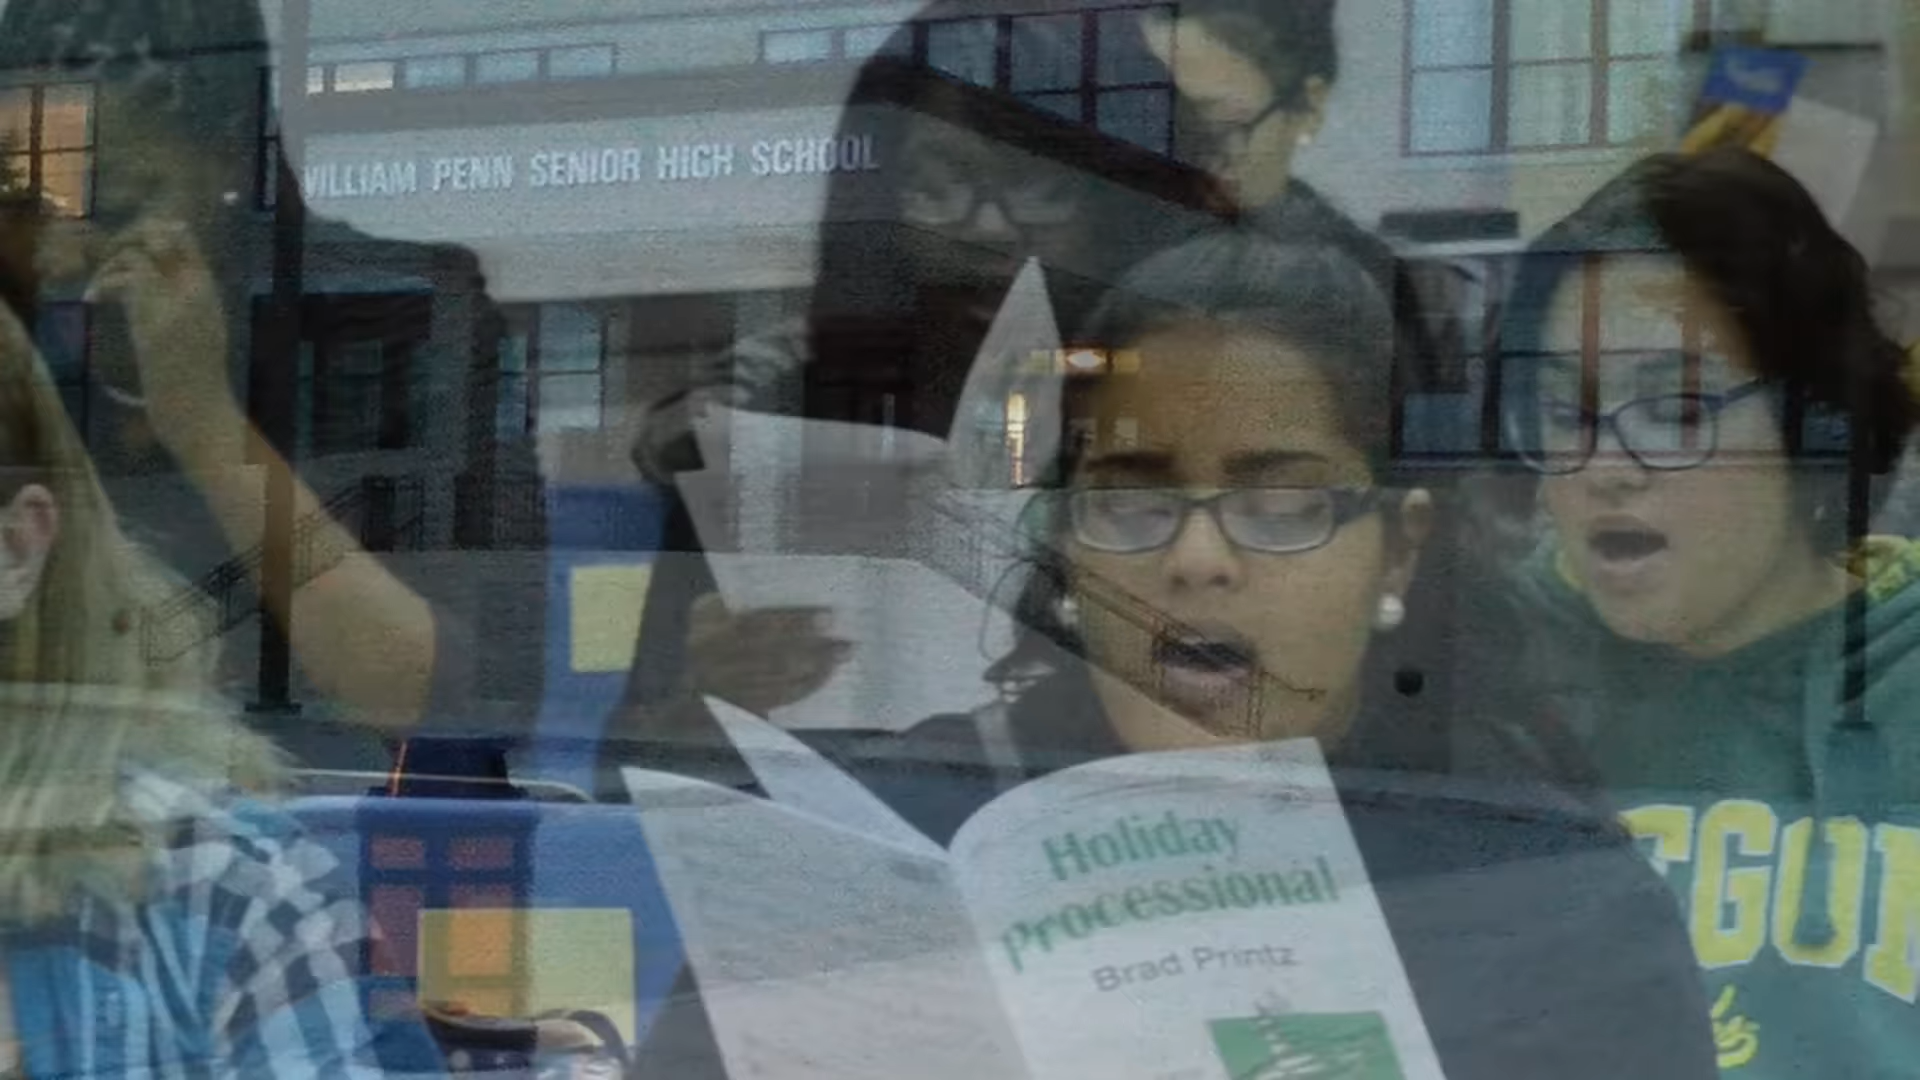 WILLIAM PENN SENIOR HIGH SCHOOL
Holiday
Processional
Brad Printz